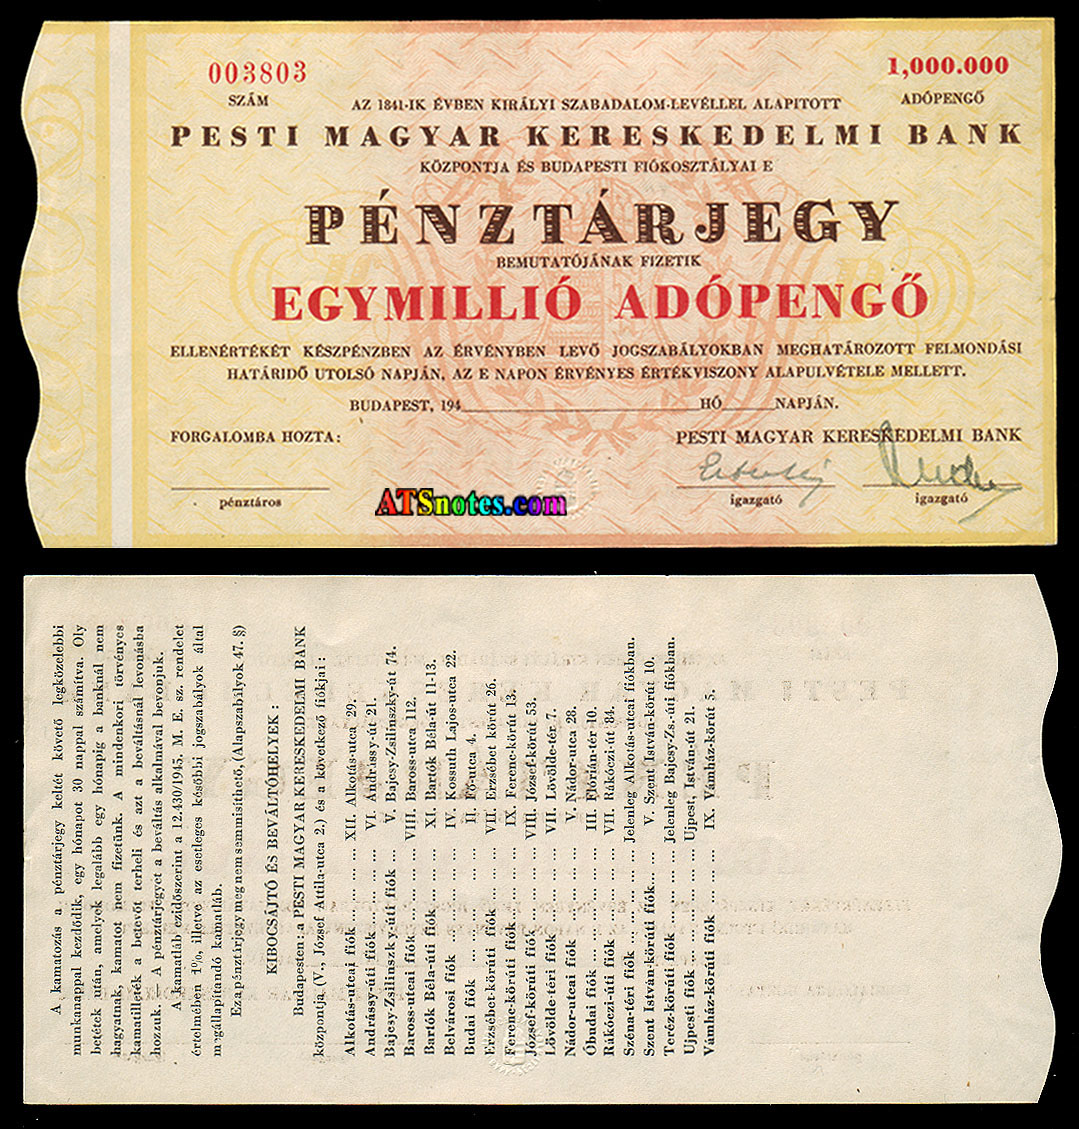 003803
SZÁM
1,000.000
ADÓPENGŐ
AZ 1841-IK ÉVBEN KIRÁLYI SZABADALOM-LEVÉLLEL ALAPITOTT
PESTI MAGYAR KERESKEDELMI BANK
KÖZPONTJA ÉS BUDAPESTI FIÓKOSZTÁLYAI E
PÉNZTÁRJEGY
BEMUTATÓJÁNAK FIZETIK
EGYMILLIÓ ADÓPENGŐ
ELLENÉRTÉKÉT KÉSZPÉNZBEN AZ ÉRVÉNYBEN LEVŐ JOGSZABÁLYOKBAN MEGHATÁROZOTT FELMONDÁSI
HATÁRIDŐ UTOLSÓ NAPJÁN, AZ E NAPON ÉRVÉNYES ÉRTÉKVISZONY ALAPULVÉTELE MELLETT.
BUDAPEST, 194 HÓ NAPJÁN.
FORGALOMBA HOZTA:
PESTI MAGYAR KERESKEDELMI BANK
pénztáros
igazgató
igazgató
ATSnotes.com
A kamatozás a pénztárjegy keltét követő legközelebbi
munkanappal kezdődik, egy hónapot 30 nappal számítva. Oly
betétek után, amelyek legalább egy hónapig a banknál nem
hagyatnak, kamatot nem fizetünk. A mindenkori törvényes
kamatilleték a betevőt terheli és azt a beváltásnál levonásba
hozzuk. A pénztárjegyet a beváltás alkalmával bevonjuk.
A kamatláb ezidőszerint a 12.430/1945. M. E. sz. rendelet
értelmében 1%, illetve az esetleges későbbi jogszabályok által
megállapítandó kamatláb.
Ezapénztárjegy meg nem semmisíthető, (Alapszabályok 47. §)
KIBOCSÁJTÓ ÉS BEVÁLTÓHELYEK:
Budapesten: a PESTI MAGYAR KERESKEDELMI BANK
központja (V., József Attila-utca 2.) és a következő fiókjai:
Alkotás-utcai fiók ... ... ... XII. Alkotás-utca 29.
Andrássy-úti fiók ... ... ... VI. Andrássy-út 21.
Bajcsy-Zsilinszky-úti fiók ... V. Bajcsy-Zsilinszky-út 74.
Baross-utcai fiók ... ... ... VIII. Baross-utca 112.
Bartók Béla-úti fiók ... ... ... XI. Bartók Béla-út 11-13.
Belvárosi fiók ... ... ... IV. Kossuth Lajos-utca 22.
Budai fiók ... ... ... II. Fő-utca 4.
Erzsébet-körúti fiók ... ... ... VII. Erzsébet körút 26.
Ferenc-körúti fiók ... ... ... IX. Ferenc-körút 13.
József-körúti fiók ... ... ... VIII. József-körút 53.
Lövölde-téri fiók ... ... ... VII. Lövölde-tér 7.
Nádor-utcai fiók ... ... ... V. Nádor-utca 28.
Óbudai fiók ... ... ... III. Flórián-tér 10.
Rákóczi-úti fiók ... ... ... VII. Rákóczi-út 84.
Széna-téri fiók ... ... ... Jelenleg Alkotás-utcai fiókban.
Szent István-körúti fiók... ... V. Szent István-körút 10.
Teréz-körúti fiók ... ... ... Jelenleg Bajcsy-Zs.-úti fiókban.
Ujpesti fiók ... ... ... Ujpest, István-út 21.
Vámház-körúti fiók ... ... ... IX. Vámház-körút 5.